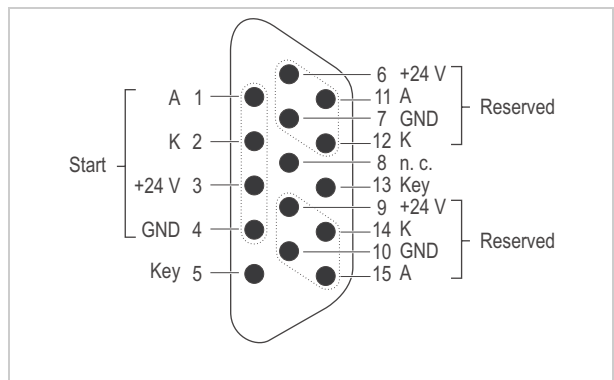 6 +24 V
A 1
11 A
Reserved
7 GND
K 2
12 K
Start
8 n. c.
+24 V 3
13 Key
9 +24 V
GND 4
14 K
Reserved
10 GND
Key 5
15 A